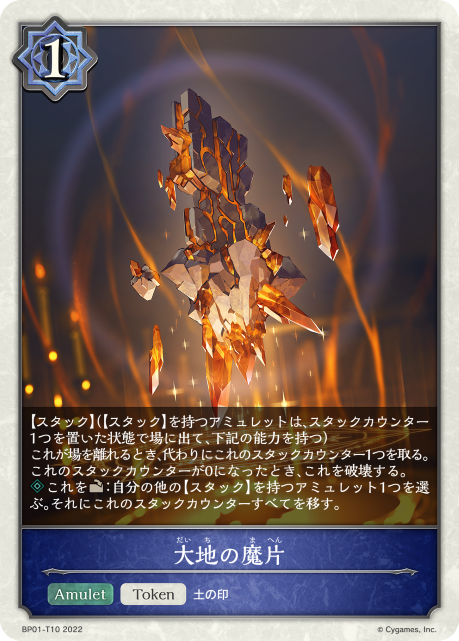 1
【スタック】(【スタック】を持つアミュレットは、スタックカウンター
1つを置いた状態で場に出て、下記の能力を持つ)
これが場を離れるとき、代わりにこのスタックカウンター1つを取る。
これのスタックカウンターが0になったとき、これを破壊する。
これを:自分の他の【スタック】を持つアミュレット1つを選
ぶ。それにこれのスタックカウンターすべてを移す。
だいち まへん
大地の魔片
Amulet Token 土の印
BP01-T10 2022 © Cygames, Inc.